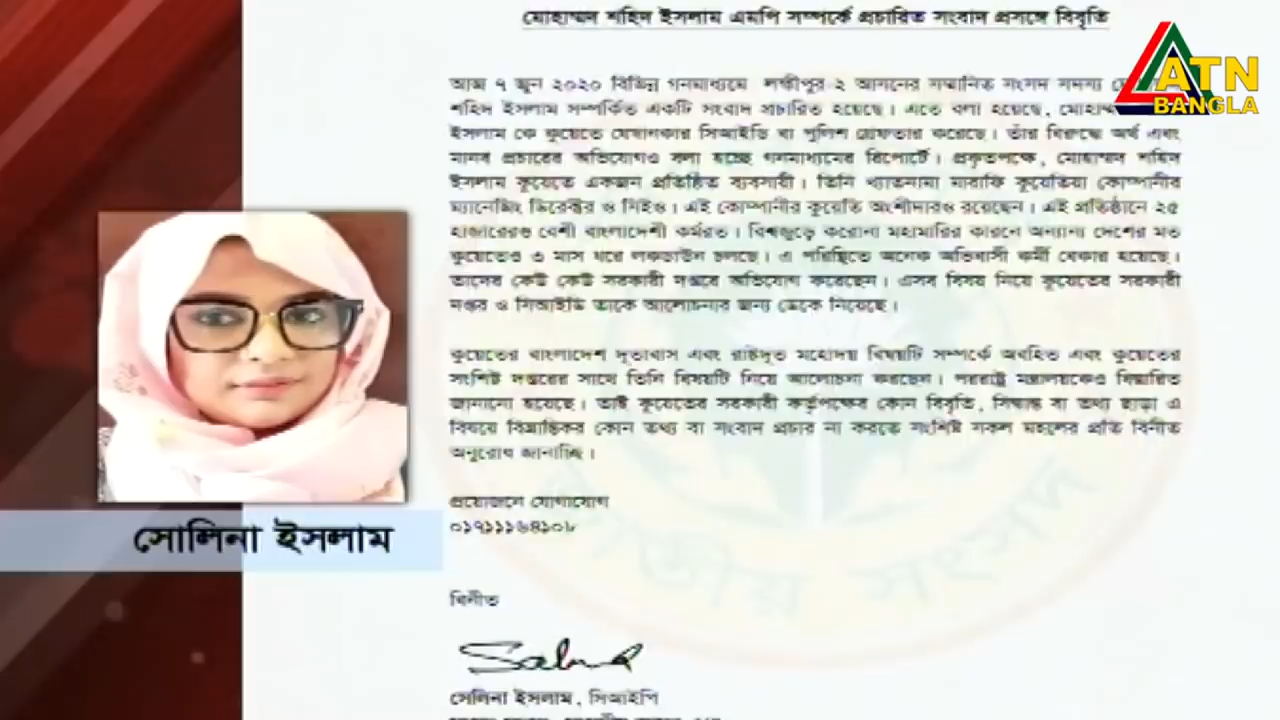 মোহাম্মদ শহিদ ইসলাম এমপি সম্পর্কে প্রচারিত সংবাদ প্রসঙ্গে বিবৃতি
ATN
BANGLA
আজ ৭ জুন ২০২০ বিভিন্ন গনমাধ্যমে লক্ষীপুর-২ আসনের সম্মানিত সংসদ সদস্য
শহিদ ইসলাম সম্পর্কিত একটি সংবাদ প্রচারিত হয়েছে। এতে বলা হয়েছে, মোহাম্মদ
ইসলাম কে কুয়েতে সেখানকার সিআইডি বা পুলিশ গ্রেফতার করেছে। তাঁর বিরুদ্ধে অর্থ এবং
মানব প্রচারের অভিযোগও বলা হচ্ছে গনমাধ্যমের রিপোর্টে। প্রকৃতপক্ষে, মোহাম্মদ শহিদ
ইসলাম কুয়েতে একজন প্রতিষ্ঠিত ব্যবসায়ী। তিনি খ্যাতনামা মারাফি কুয়েতিয়া কোম্পানীর
ম্যানেজিং ডিরেক্টর ও সিইও। এই কোম্পানীর কুয়েতি অংশীদারও রয়েছেন। এই প্রতিষ্ঠানে ২৫
হাজারেরও বেশী বাংলাদেশী কর্মরত। বিশ্বজুড়ে করোনা মহামারির কারনে অন্যান্য দেশের মত
কুয়েতেও ৩ মাস ধরে লকডাউন চলছে। এ পরিস্থিতে অনেক অভিবাসী কর্মী বেকার হয়েছে।
তাদের কেউ কেউ সরকারী দপ্তরে অভিযোগ করেছেন। এসব বিষয় নিয়ে কুয়েতের সরকারী
দপ্তর ও সিআইডি তাকে আলোচনার জন্য ডেকে নিয়েছে।
কুয়েতের বাংলাদেশ দূতাবাস এবং রাষ্ট্রদূত মহোদয় বিষয়টি সম্পর্কে অবহিত এবং কুয়েতের
সংশিষ্ট দপ্তরের সাথে তিনি বিষয়টি নিয়ে আলোচনা করছেন। পররাষ্ট্র মন্ত্রালয়কেও বিস্তারিত
জানানো হয়েছে। তাই কুয়েতের সরকারী কর্তৃপক্ষের কোন বিবৃতি, সিদ্ধান্ত বা তথ্য ছাড়া এ
বিষয়ে বিভ্রান্তিকর কোন তথ্য বা সংবাদ প্রচার না করতে সংশিষ্ট সকল মহলের প্রতি বিনীত
অনুরোধ জানাচ্ছি।
প্রয়োজনে যোগাযোগ
০১৭১১১৬৪১০৮
সোলিনা ইসলাম
বিনীত
সেলিনা ইসলাম, সিআইপি